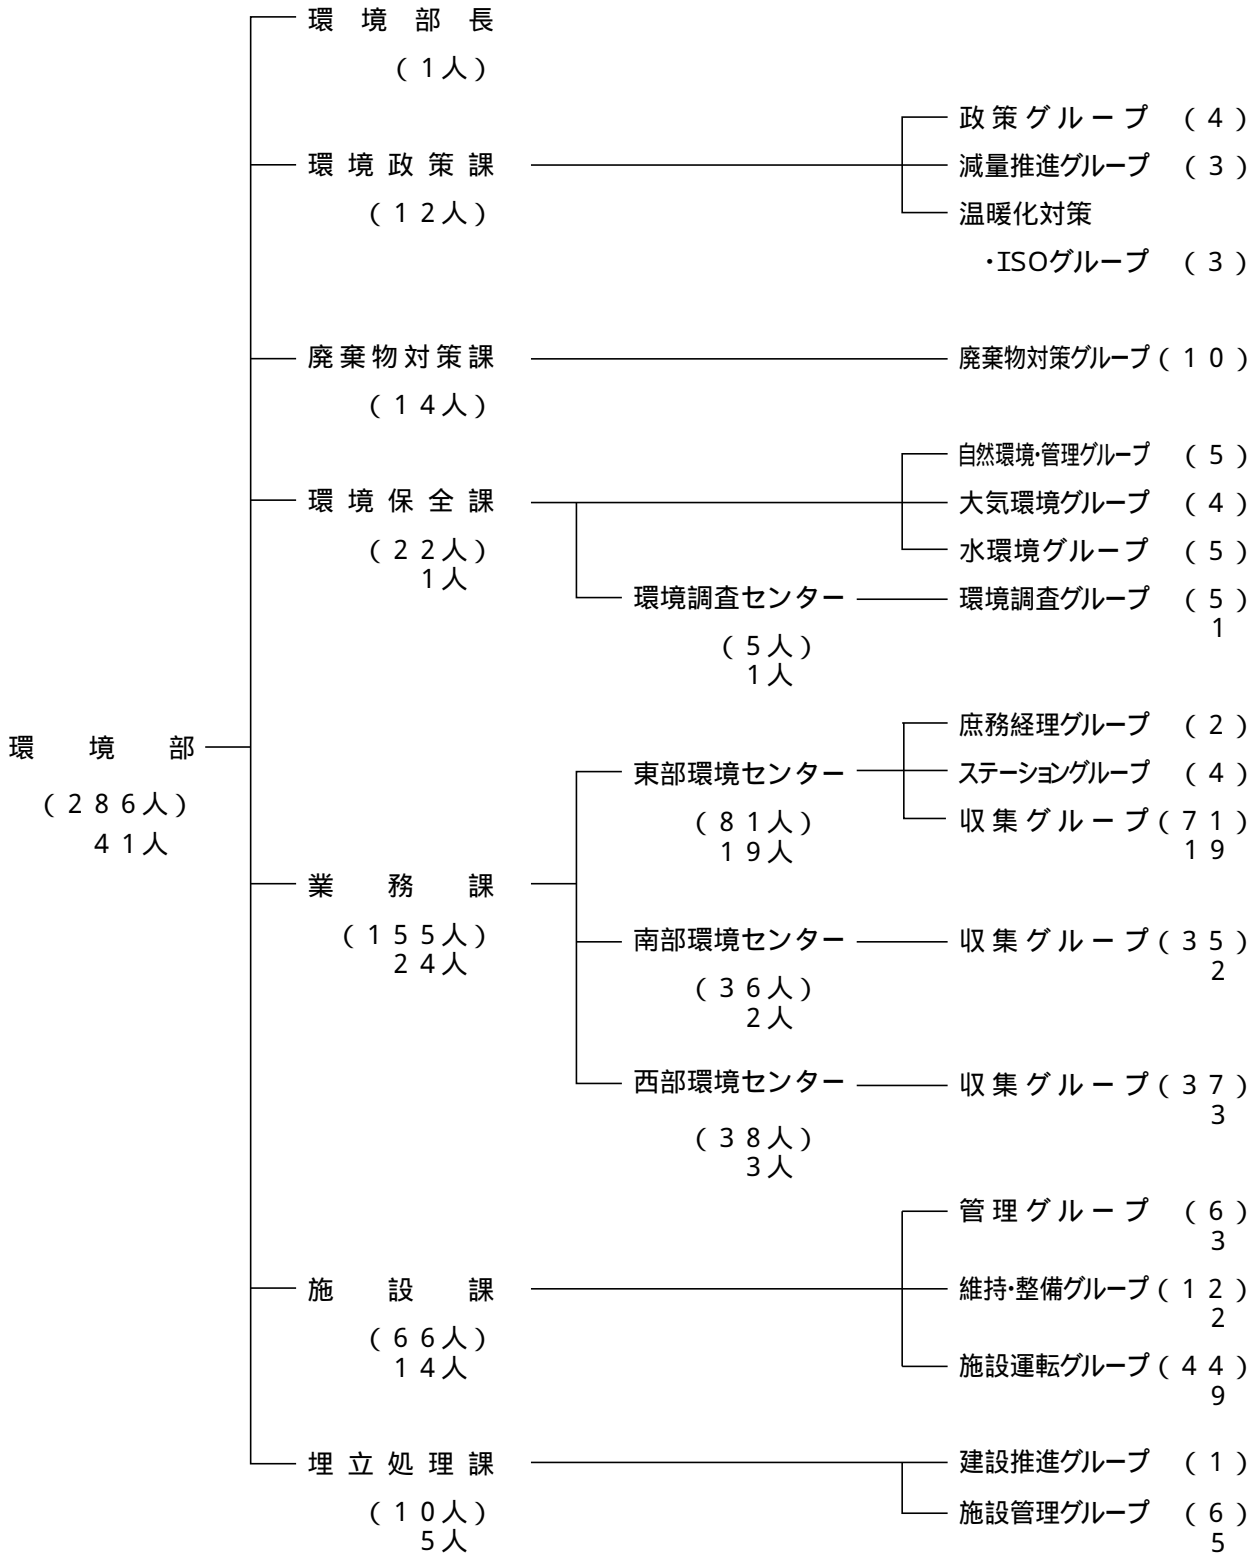 環境部長
(1人)
政策グループ (4)
環境政策課
減量推進グループ (3)
(12人)
温暖化対策
・ISOグループ (3)
廃棄物対策課
廃棄物対策グループ(10)
(14人)
自然環境・管理グループ (5)
環境保全課
大気環境グループ (4)
(22人)
1人
水環境グループ (5)
環境調査センター
環境調査グループ (5)
1
(5人)
1人
庶務経理グループ (2)
環境部
(286人)
41人
東部環境センター
ステーショングループ (4)
(81人)
19人
収集グループ(71)
19
業務課
(155人)
24人
南部環境センター
収集グループ(35)
2
(36人)
2人
西部環境センター
収集グループ(37)
3
(38人)
3人
管理グループ (6)
3
施設課
維持・整備グループ(12)
2
(66人)
14人
施設運転グループ(44)
9
埋立処理課
建設推進グループ (1)
(10人)
5人
施設管理グループ (6)
5